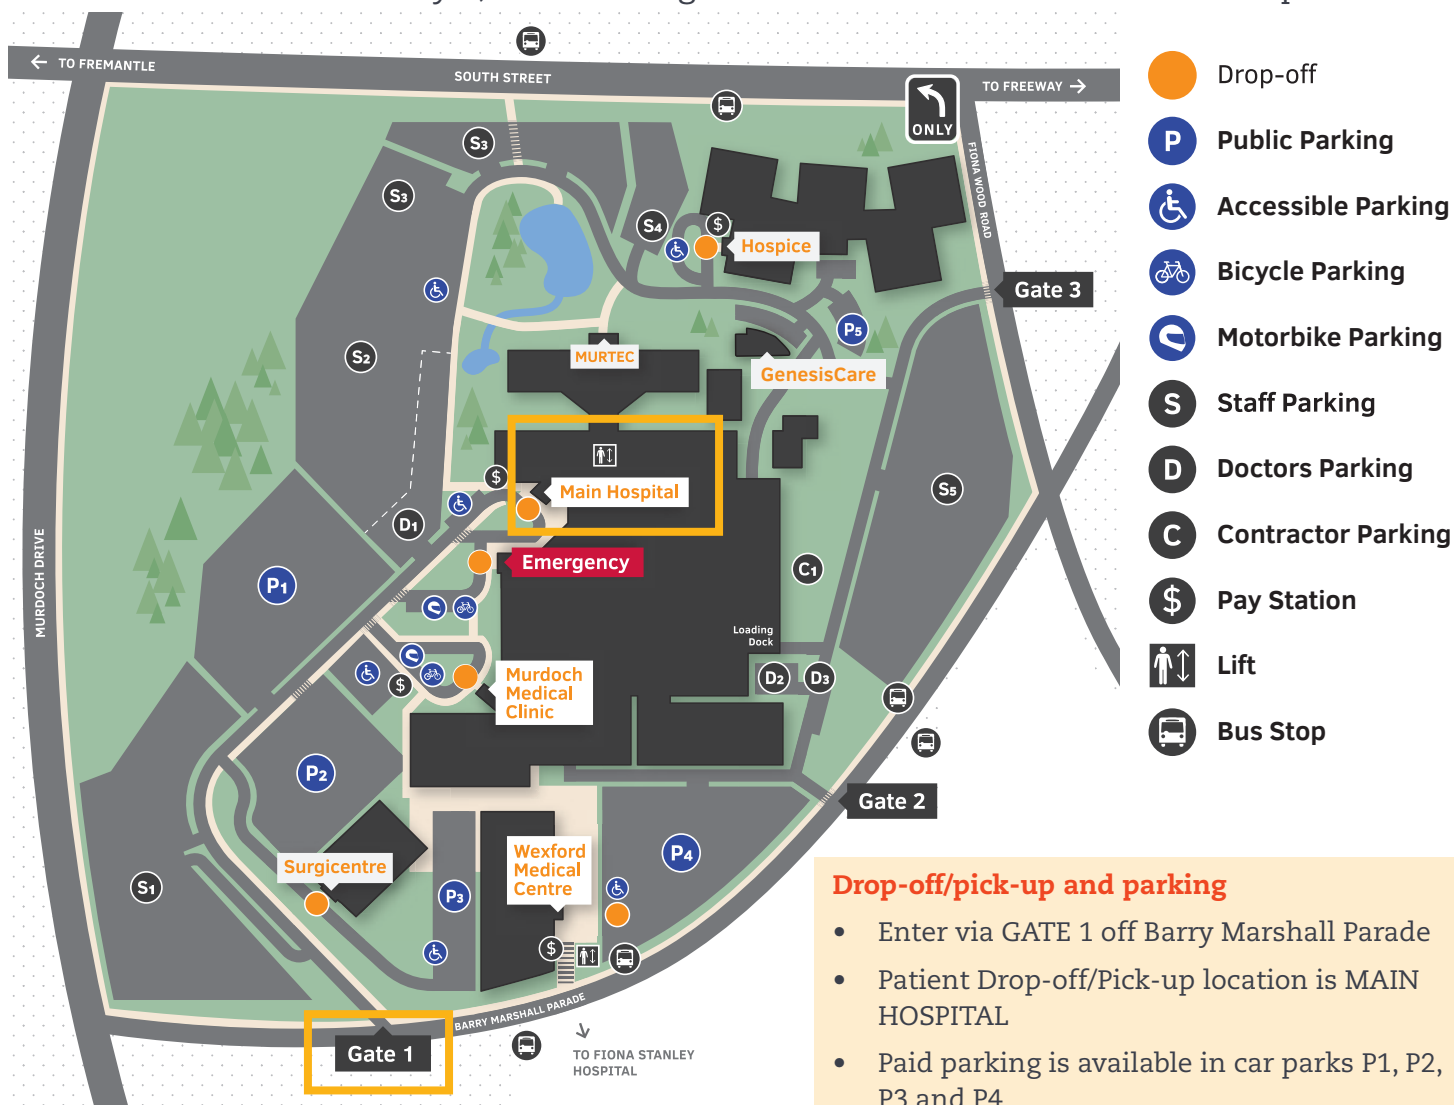 ← TO FREMANTLE
SOUTH STREET
TO FREEWAY →
ONLY
FIONA WOOD ROAD
S3
S3
S4
$
Hospice
Gate 3
P5
MURTEC
GenesisCare
S2
$
Main Hospital
S5
D1
Emergency
C1
P1
MURDOCH DRIVE
Loading
Dock
$
Murdoch
Medical
Clinic
D2
D3
P2
Gate 2
Surgicentre
S1
P3
Wexford
Medical
Centre
P4
$
BARRY MARSHALL PARADE
Gate 1
TO FIONA STANLEY
HOSPITAL
Drop-off
P Public Parking
Accessible Parking
Bicycle Parking
Motorbike Parking
S Staff Parking
D Doctors Parking
C Contractor Parking
$ Pay Station
Lift
Bus Stop
Drop-off/pick-up and parking
• Enter via GATE 1 off Barry Marshall Parade
• Patient Drop-off/Pick-up location is MAIN
HOSPITAL
• Paid parking is available in car parks P1, P2,
P3 and P4